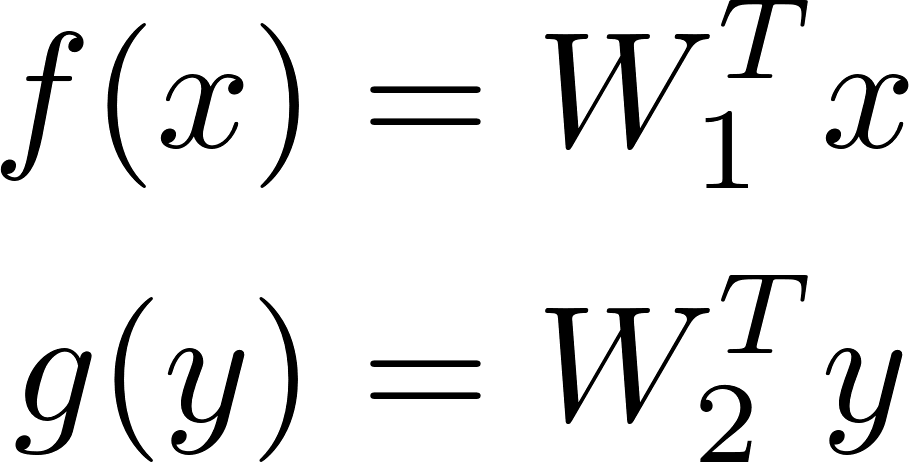 f(x) = W_1^T x
g(y) = W_2^T y